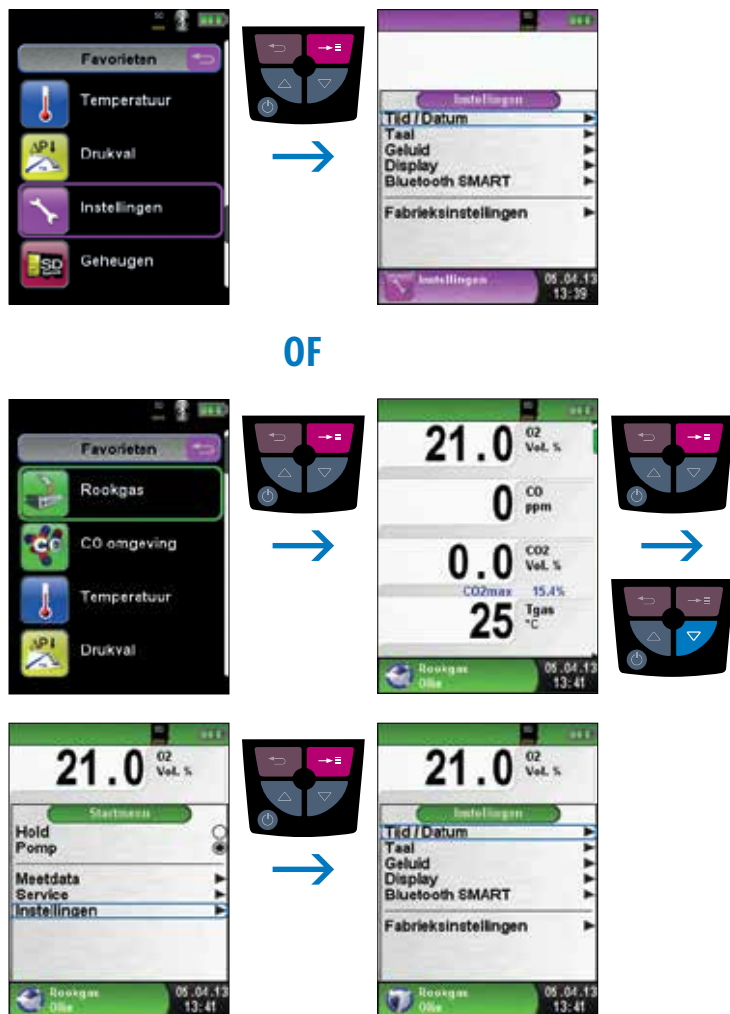 Favorieten
Temperatuur
ΔP↓
Drukval
Instellingen
SD
Geheugen
Instellingen
Tijd / Datum
Taal
Geluid
Display
Bluetooth SMART
Fabrieksinstellingen
Instellingen
05.04.13
13:39
OF
Favorieten
Rookgas
CO
CO omgeving
Temperatuur
ΔP↓
Drukval
21.0 O2 Vol. %
0 CO ppm
0.0 CO2 Vol. %
CO2max 15.4%
25 Tgas °C
Rookgas
Olie
05.04.13
13:41
21.0 O2 Vol. %
Startmenu
Hold
Pomp
Meetdata
Service
Instellingen
Rookgas
Olie
05.04.13
13:41
21.0 O2 Vol. %
Instellingen
Tijd / Datum
Taal
Geluid
Display
Bluetooth SMART
Fabrieksinstellingen
Rookgas
Olie
05.04.13
13:41